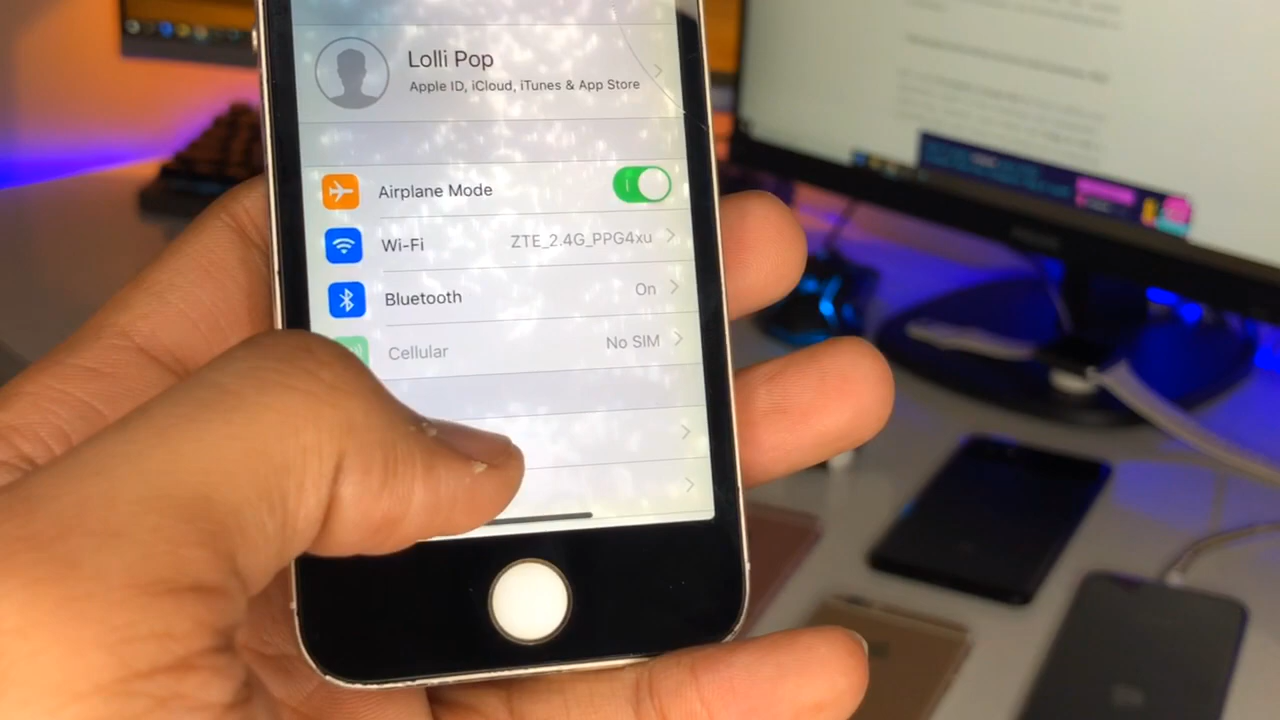 Lolli Pop
Apple ID, iCloud, iTunes & App Store
Airplane Mode
Wi-Fi ZTE_2.4G_PPG4xu
Bluetooth On
Cellular No SIM